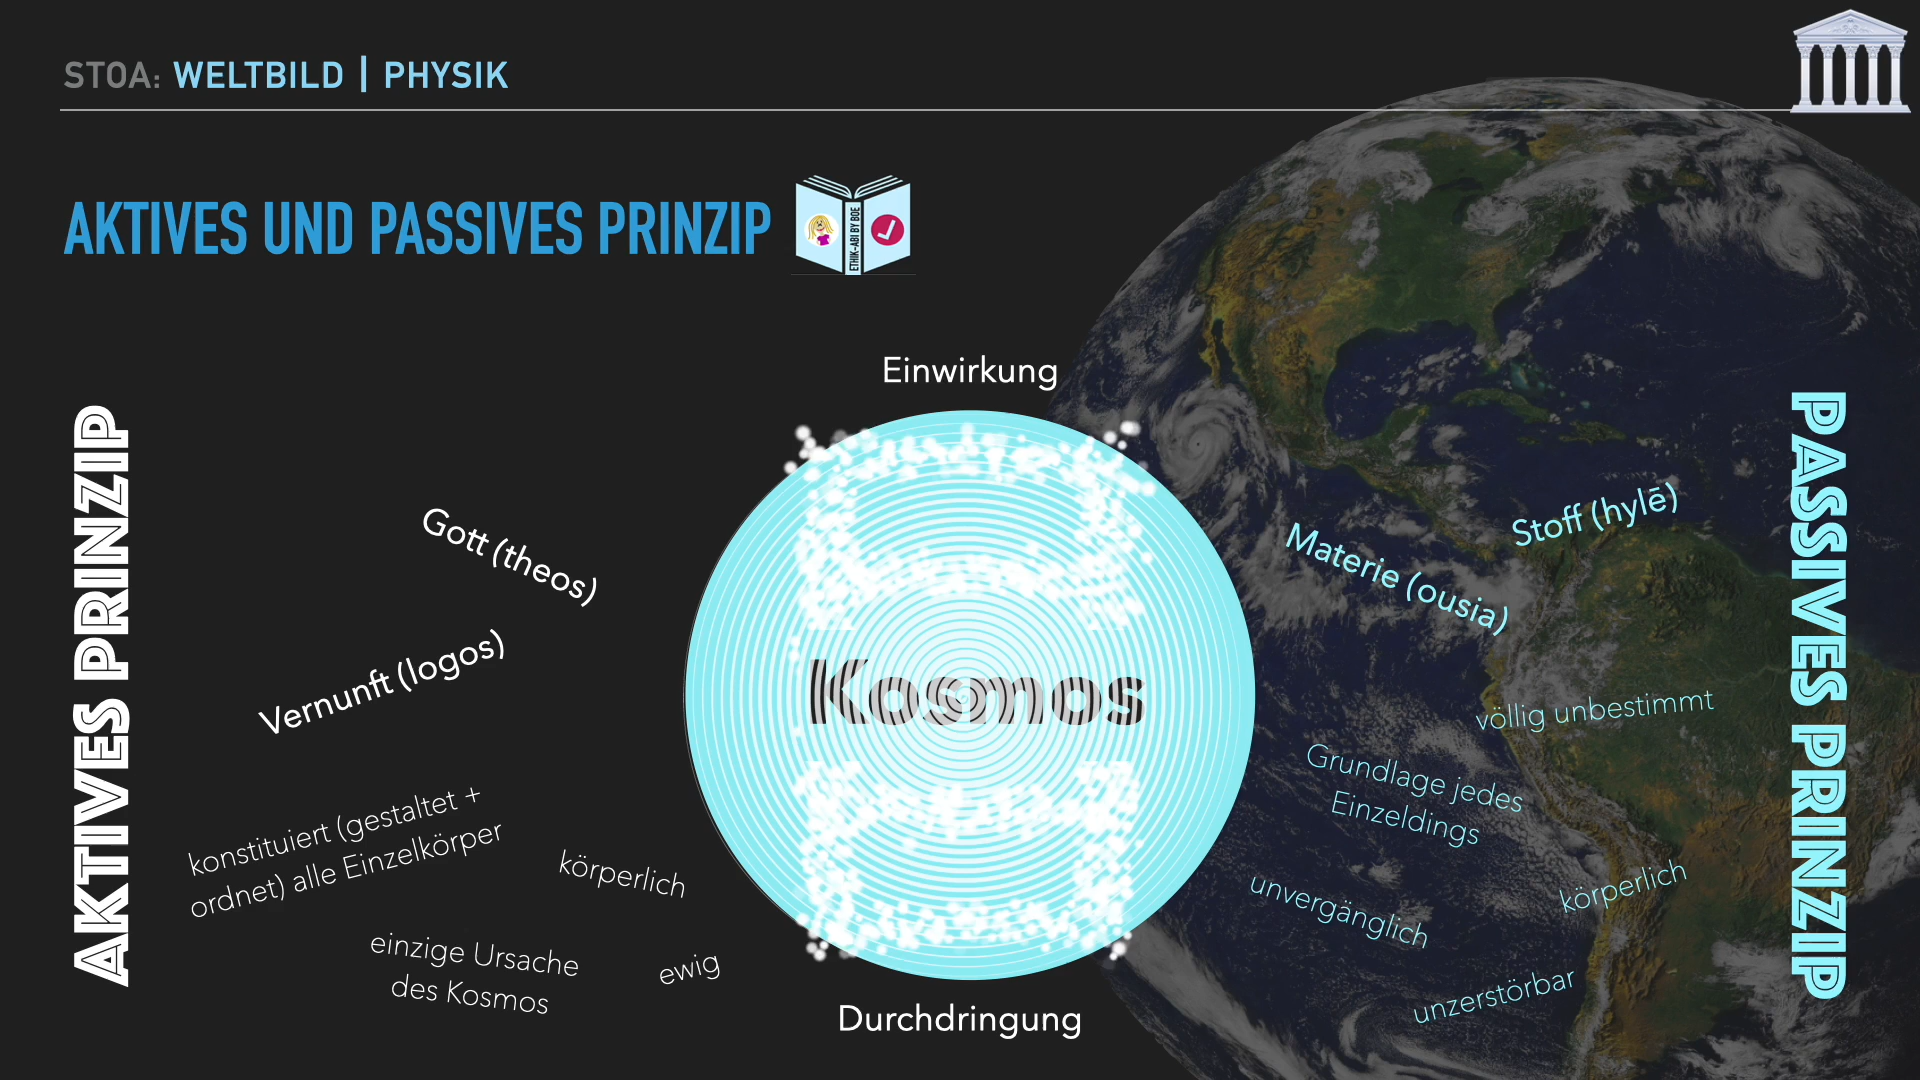 STOA: WELTBILD | PHYSIK
AKTIVES UND PASSIVES PRINZIP
ETHIK-ABI BY BOE
AKTIVES PRINZIP
Gott (theos)
Vernunft (logos)
konstituiert (gestaltet +
ordnet) alle Einzelkörper
körperlich
einzige Ursache
des Kosmos
ewig
Einwirkung
Kosmos
Durchdringung
Materie (ousia)
Stoff (hylē)
völlig unbestimmt
Grundlage jedes
Einzeldings
unvergänglich
körperlich
unzerstörbar
PASSIVES PRINZIP